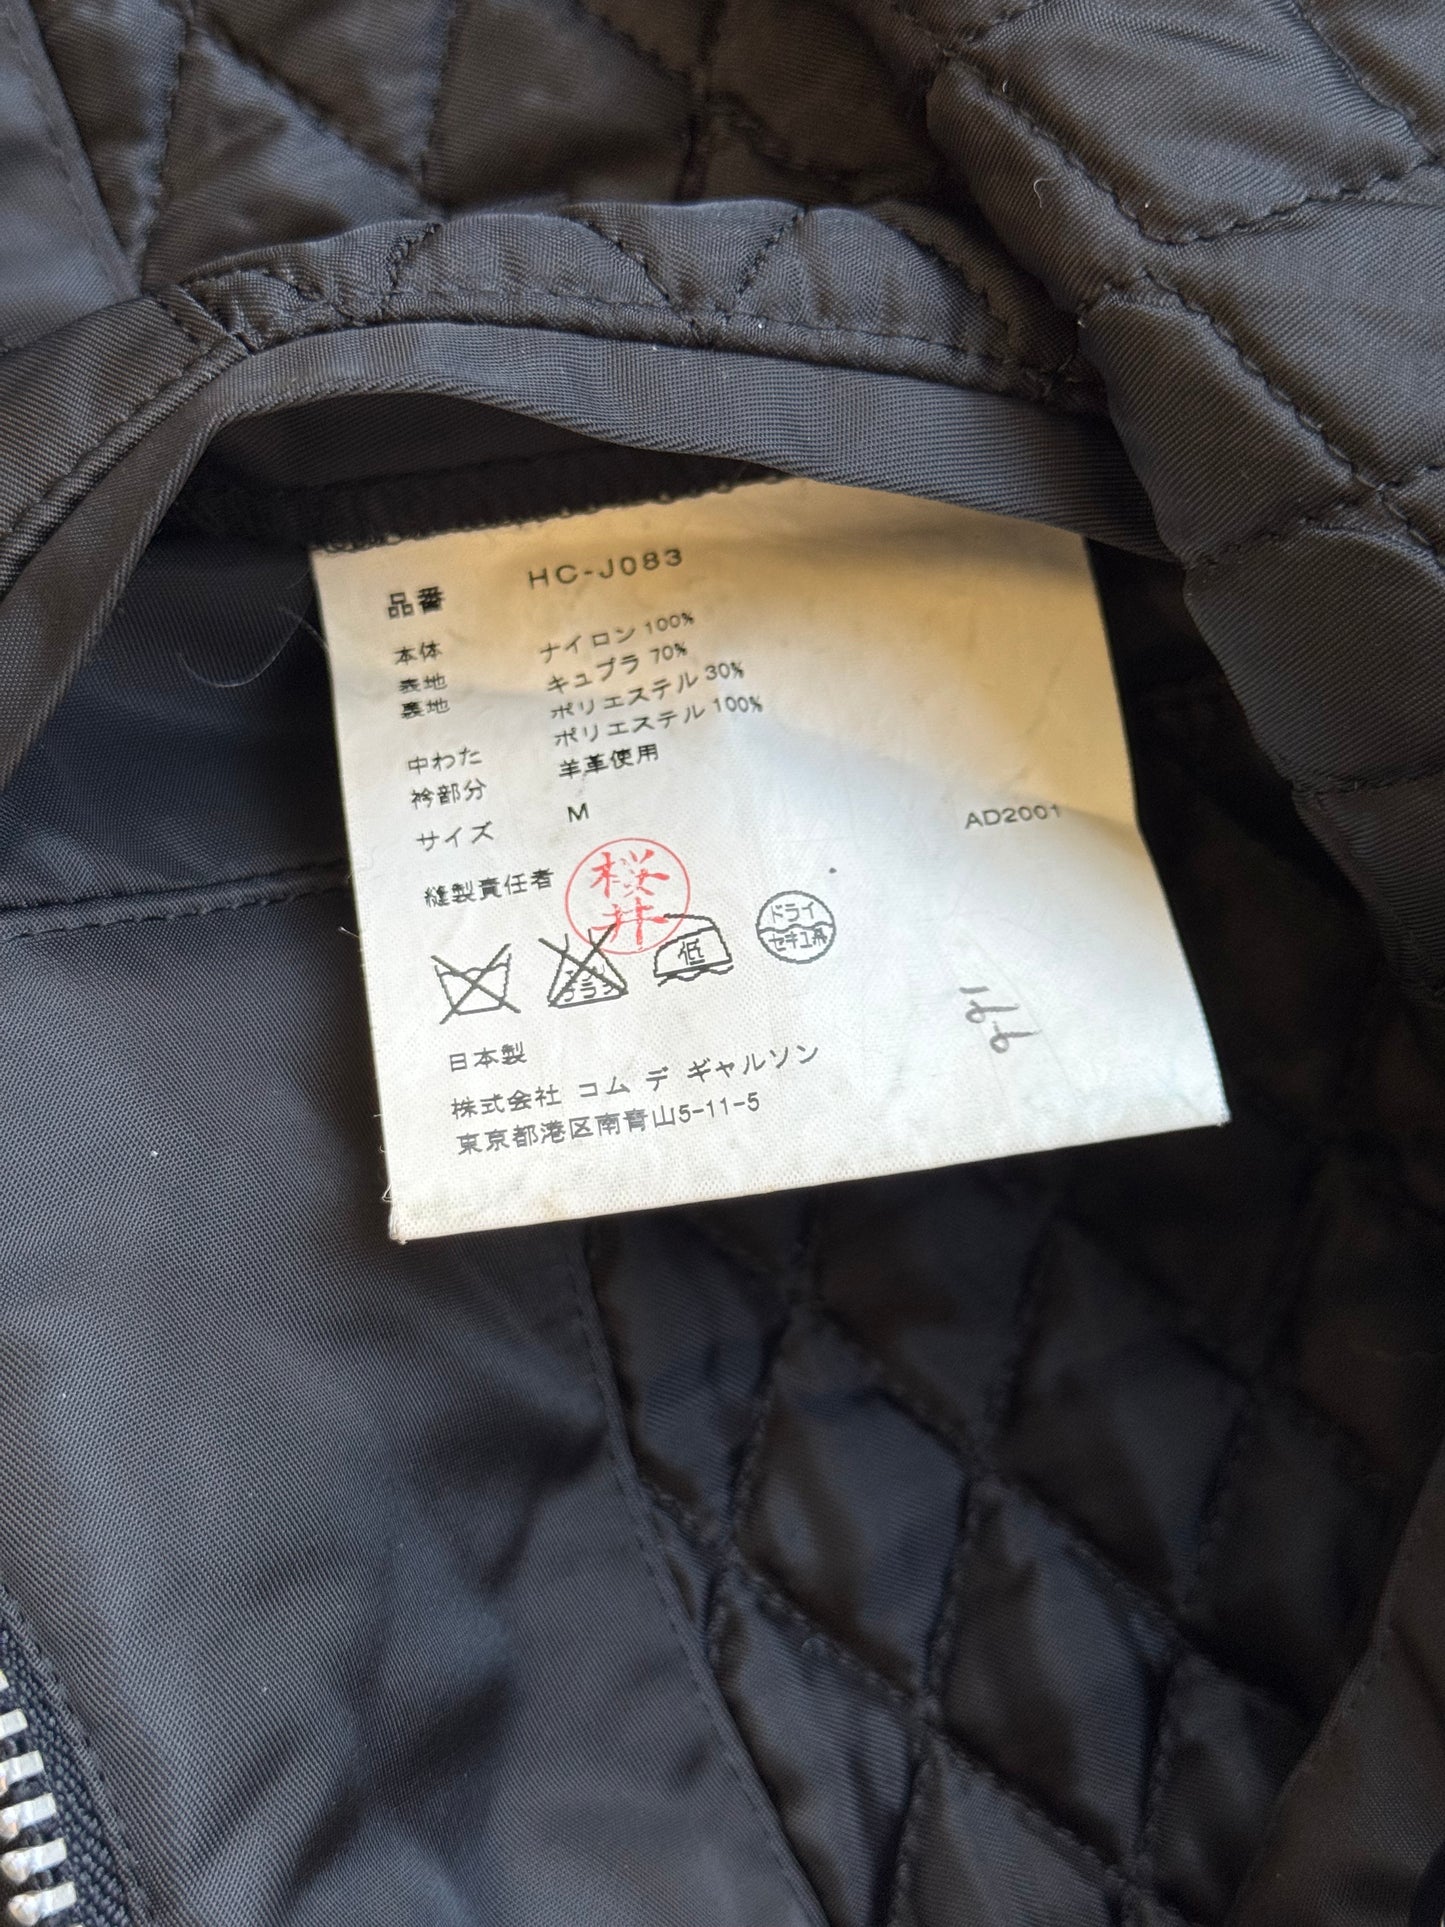 品番 HC-J083
本体
表地 ナイロン 100%
裏地 キュプラ 70%
ポリエステル 30%
中わた ポリエステル 100%
衿部分 羊革使用
サイズ M
AD2001
縫製責任者 桜井
低
ドライ
セキユ系
日本製
株式会社 コム デ ギャルソン
東京都港区南青山5-11-5